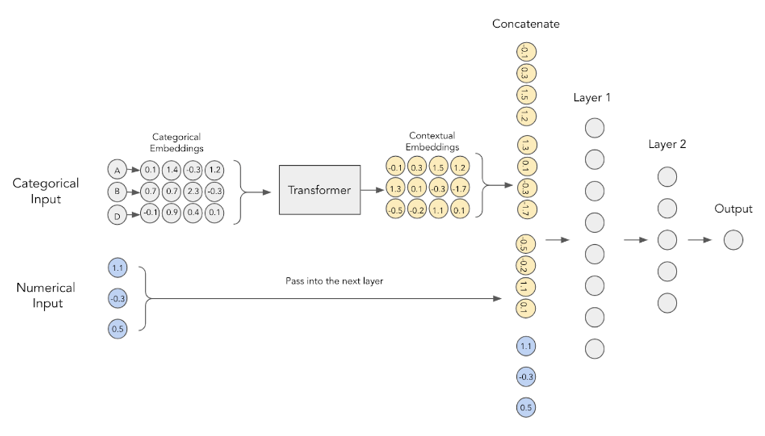 Concatenate
-0.1
0.3
1.5
1.2
1.3
0.1
-0.3
-1.7
-0.5
-0.2
1.1
0.1
1.1
-0.3
0.5
Layer 1
Layer 2
Output
Categorical
Embeddings
Contextual
Embeddings
Categorical
Input
A 0.1 1.4 -0.3 1.2
B 0.7 0.7 2.3 -0.3
D -0.1 0.9 0.4 0.1
Transformer
-0.1 0.3 1.5 1.2
1.3 0.1 -0.3 -1.7
-0.5 -0.2 1.1 0.1
Numerical
Input
1.1
-0.3
0.5
Pass into the next layer